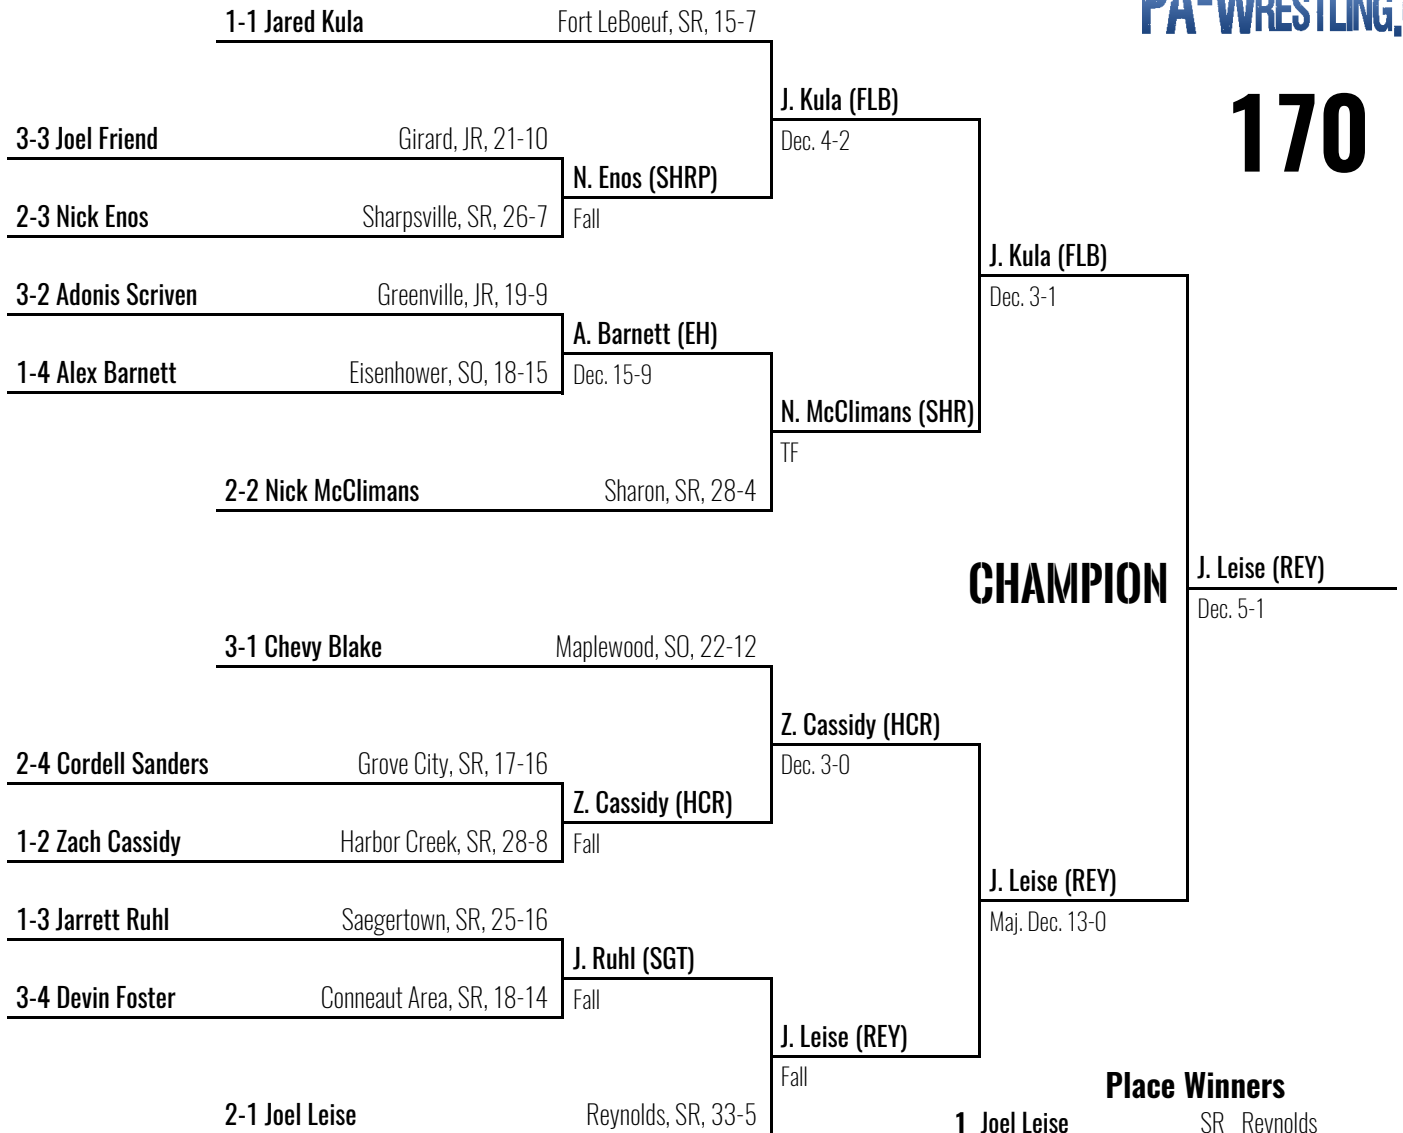 PA-WRESTLING.
170
1-1 Jared Kula Fort LeBoeuf, SR, 15-7
J. Kula (FLB)
Dec. 4-2
3-3 Joel Friend Girard, JR, 21-10
N. Enos (SHRP)
Fall
2-3 Nick Enos Sharpsville, SR, 26-7
J. Kula (FLB)
Dec. 3-1
3-2 Adonis Scriven Greenville, JR, 19-9
A. Barnett (EH)
Dec. 15-9
1-4 Alex Barnett Eisenhower, SO, 18-15
N. McClimans (SHR)
TF
2-2 Nick McClimans Sharon, SR, 28-4
CHAMPION
J. Leise (REY)
Dec. 5-1
3-1 Chevy Blake Maplewood, SO, 22-12
Z. Cassidy (HCR)
Dec. 3-0
2-4 Cordell Sanders Grove City, SR, 17-16
Z. Cassidy (HCR)
Fall
1-2 Zach Cassidy Harbor Creek, SR, 28-8
J. Leise (REY)
Maj. Dec. 13-0
1-3 Jarrett Ruhl Saegertown, SR, 25-16
J. Ruhl (SGT)
Fall
3-4 Devin Foster Conneaut Area, SR, 18-14
J. Leise (REY)
Fall
2-1 Joel Leise Reynolds, SR, 33-5
Place Winners
1 Joel Leise SR Reynolds